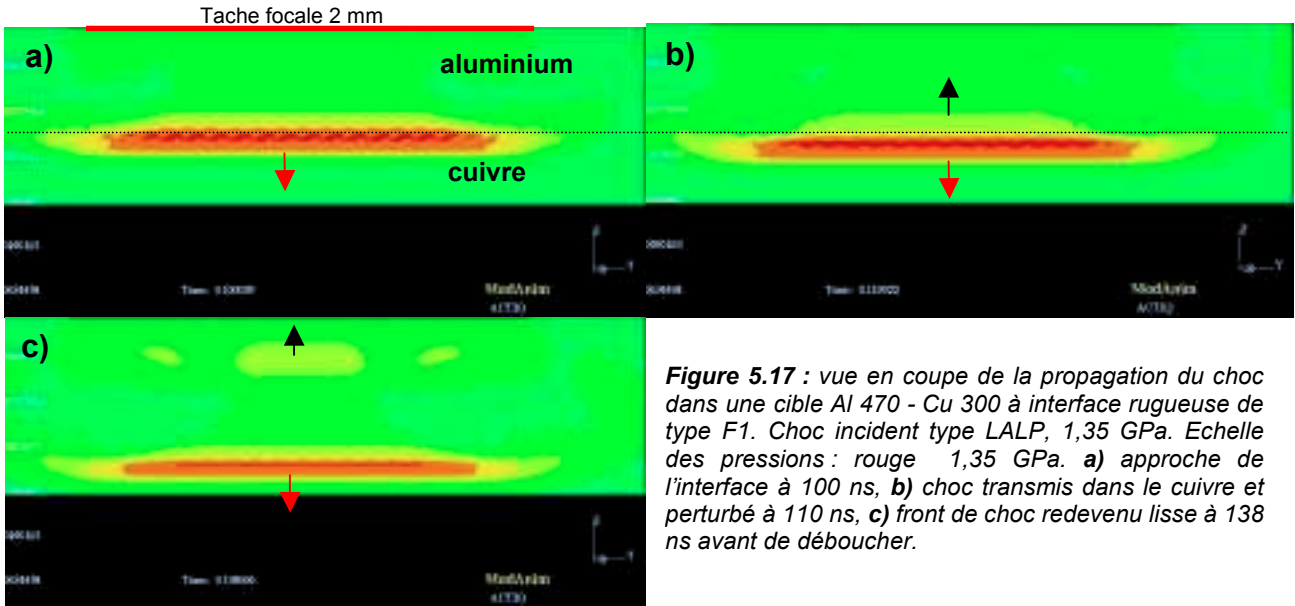 Tache focale 2 mm
a)
aluminium
cuivre
b)
c)
Figure 5.17 : vue en coupe de la propagation du choc
dans une cible Al 470 - Cu 300 à interface rugueuse de
type F1. Choc incident type LALP, 1,35 GPa. Echelle
des pressions : rouge 1,35 GPa. a) approche de
l'interface à 100 ns, b) choc transmis dans le cuivre et
perturbé à 110 ns, c) front de choc redevenu lisse à 138
ns avant de déboucher.